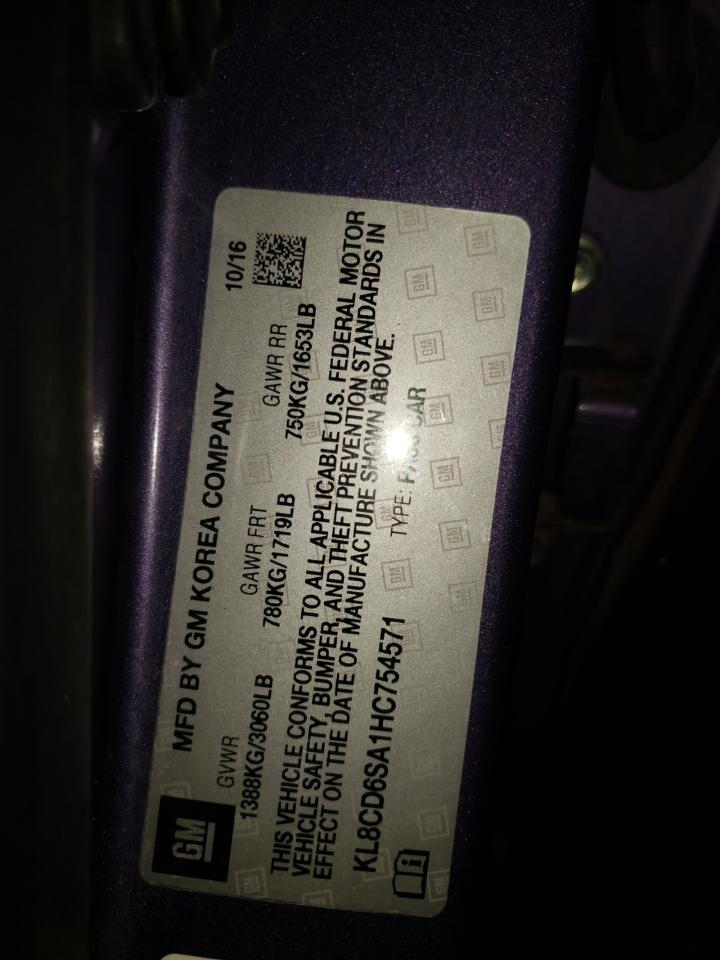 MFD BY GM KOREA COMPANY 10/16
GVWR GAWR FRT GAWR RR
1388KG/3060LB 780KG/1719LB 750KG/1653LB
THIS VEHICLE CONFORMS TO ALL APPLICABLE U.S. FEDERAL MOTOR
VEHICLE SAFETY, BUMPER, AND THEFT PREVENTION STANDARDS IN
EFFECT ON THE DATE OF MANUFACTURE SHOWN ABOVE.
KL8CD6SA1HC754571 TYPE: CAR
GM